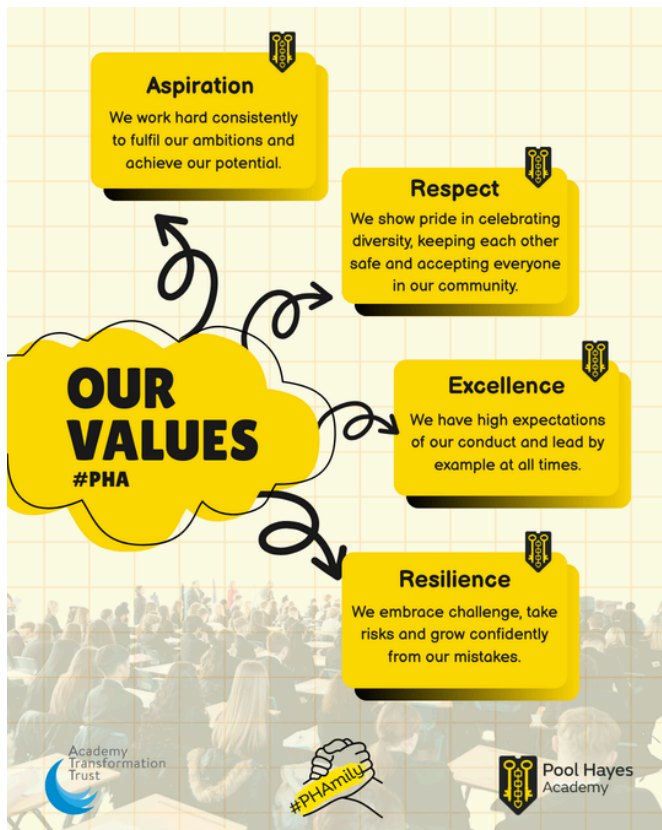 Aspiration
We work hard consistently
to fulfil our ambitions and
achieve our potential.
Respect
We show pride in celebrating
diversity, keeping each other
safe and accepting everyone
in our community.
OUR
VALUES
#PHA
Excellence
We have high expectations
of our conduct and lead by
example at all times.
Resilience
We embrace challenge, take
risks and grow confidently
from our mistakes.
Academy
Transformation
Trust
#PHAmily
Pool Hayes
Academy